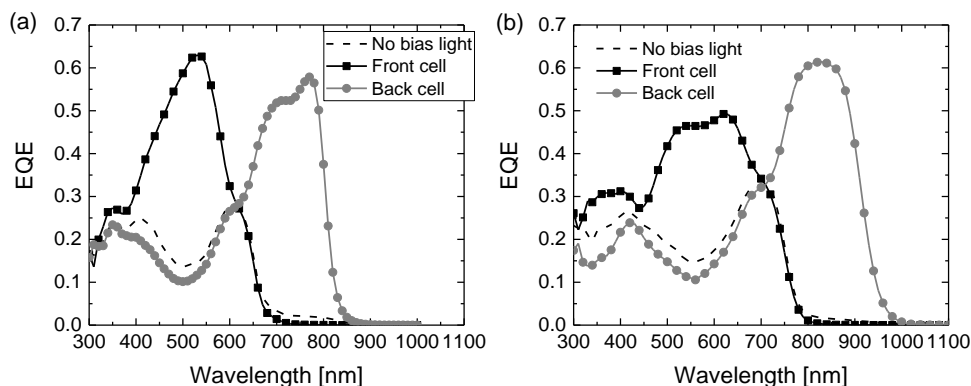 (a)
0.7
0.6
0.5
0.4
0.3
0.2
0.1
0.0
EQE
300 400 500 600 700 800 900 1000 1100
Wavelength [nm]
No bias light
Front cell
Back cell
(b)
0.7
0.6
0.5
0.4
0.3
0.2
0.1
0.0
EQE
300 400 500 600 700 800 900 1000 1100
Wavelength [nm]
No bias light
Front cell
Back cell